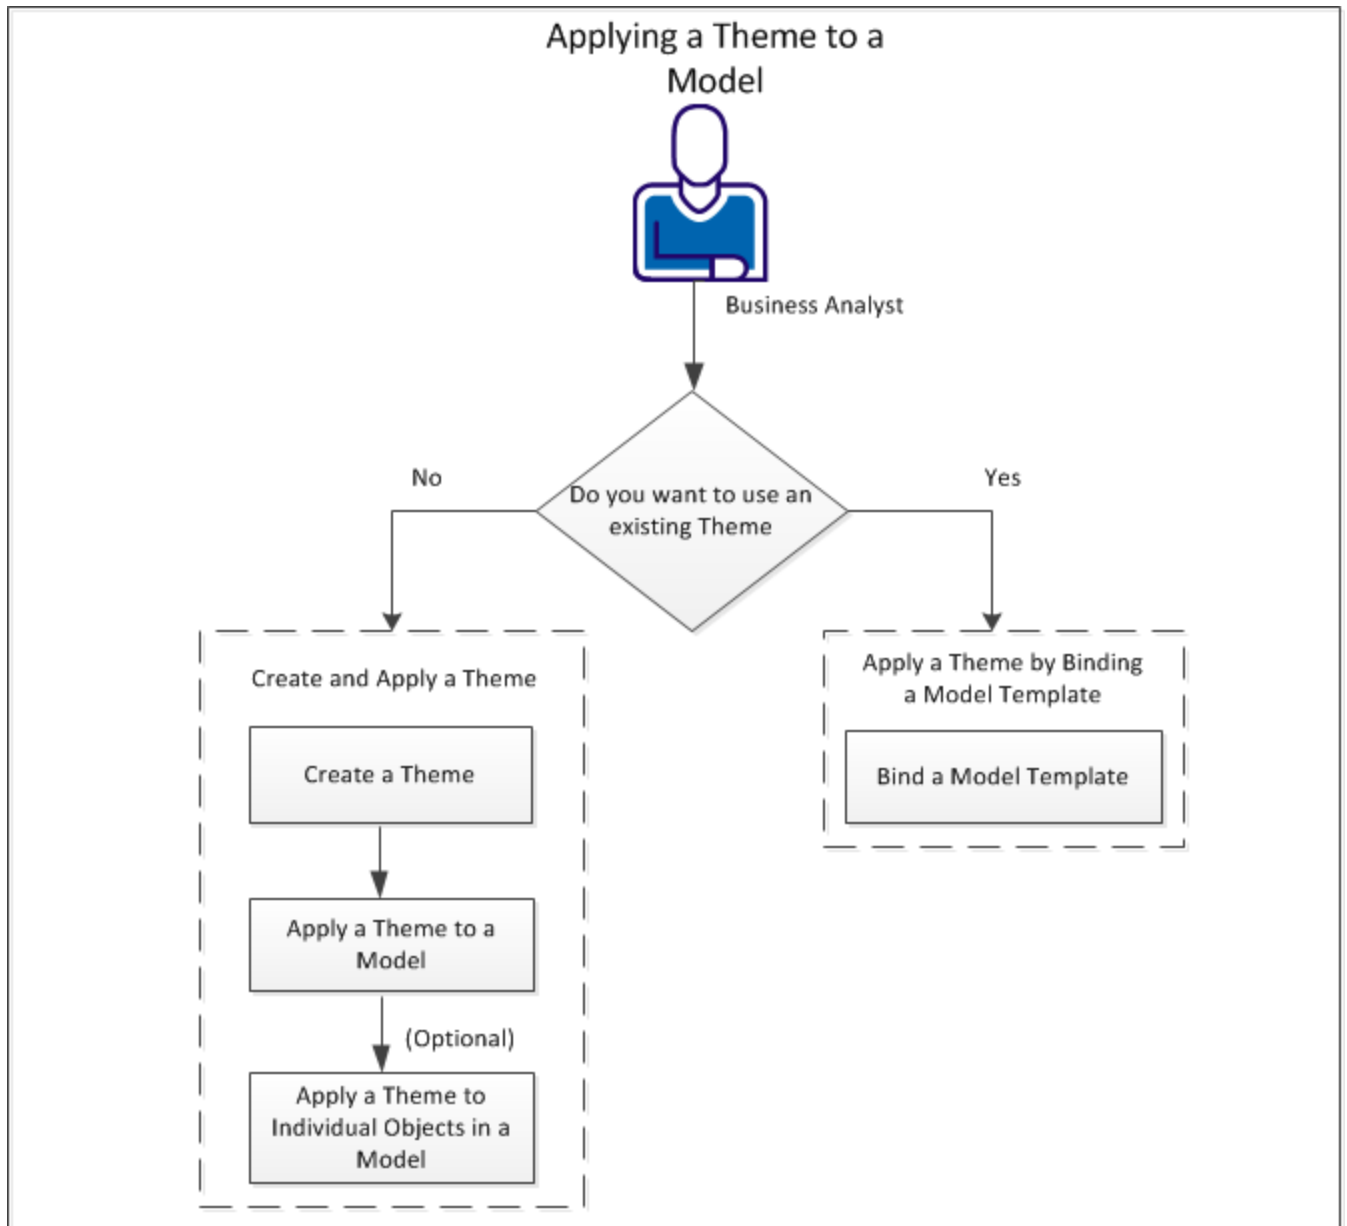 Applying a Theme to a
Model
Business Analyst
No
Yes
Do you want to use an
existing Theme
Create and Apply a Theme
Create a Theme
Apply a Theme to a
Model
(Optional)
Apply a Theme to
Individual Objects in a
Model
Apply a Theme by Binding
a Model Template
Bind a Model Template